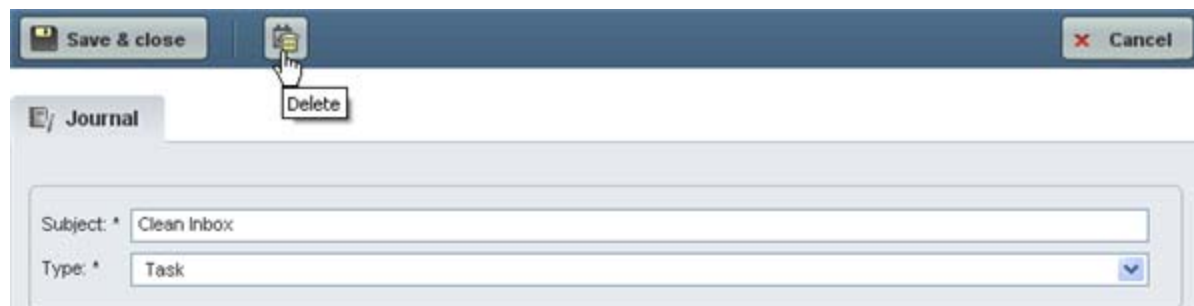 Save & close
Cancel
Delete
Journal
Subject: * Clean Inbox
Type: * Task